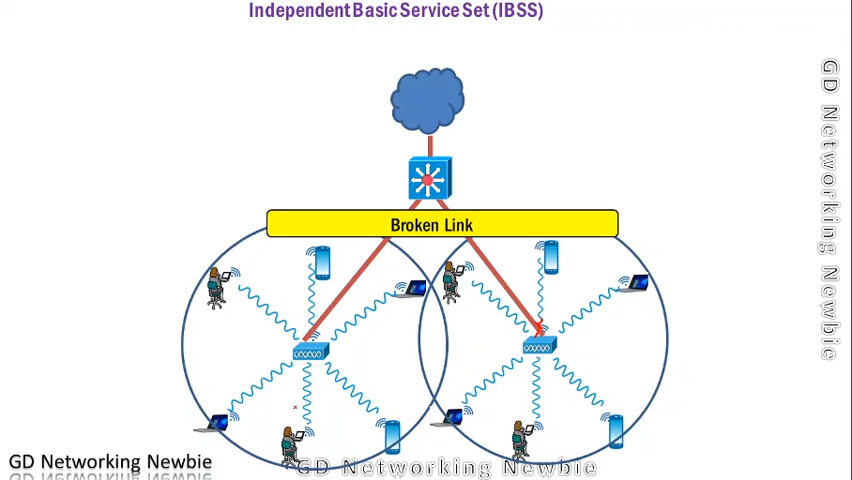 Independent Basic Service Set (IBSS)
GD Networking Newbie
Broken Link
GD Networking Newbie
GD Networking Newbie